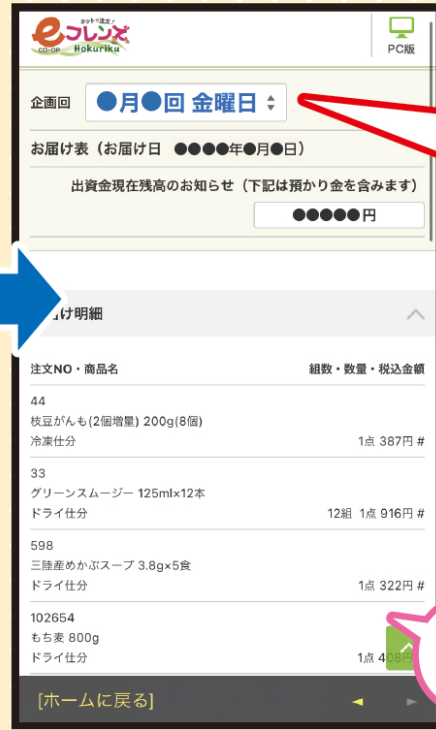 ネットで注文!
eフレンズ
CO-OP Hokuriku
PC版
企画回 ●月●回 金曜日
お届け表(お届け日 ●●●●年●月●日)
出資金現在残高のお知らせ(下記は預かり金を含みます)
●●●●●円
け明細
注文NO・商品名 組数・数量・税込金額
44
枝豆がんも(2個増量) 200g(8個)
冷凍仕分 1点 387円 #
33
グリーンスムージー 125ml×12本
ドライ仕分 12組 1点 916円 #
598
三陸産めかぶスープ 3.8g×5食
ドライ仕分 1点 322円 #
102654
もち麦 800g
ドライ仕分 1点 408円
[ホームに戻る]